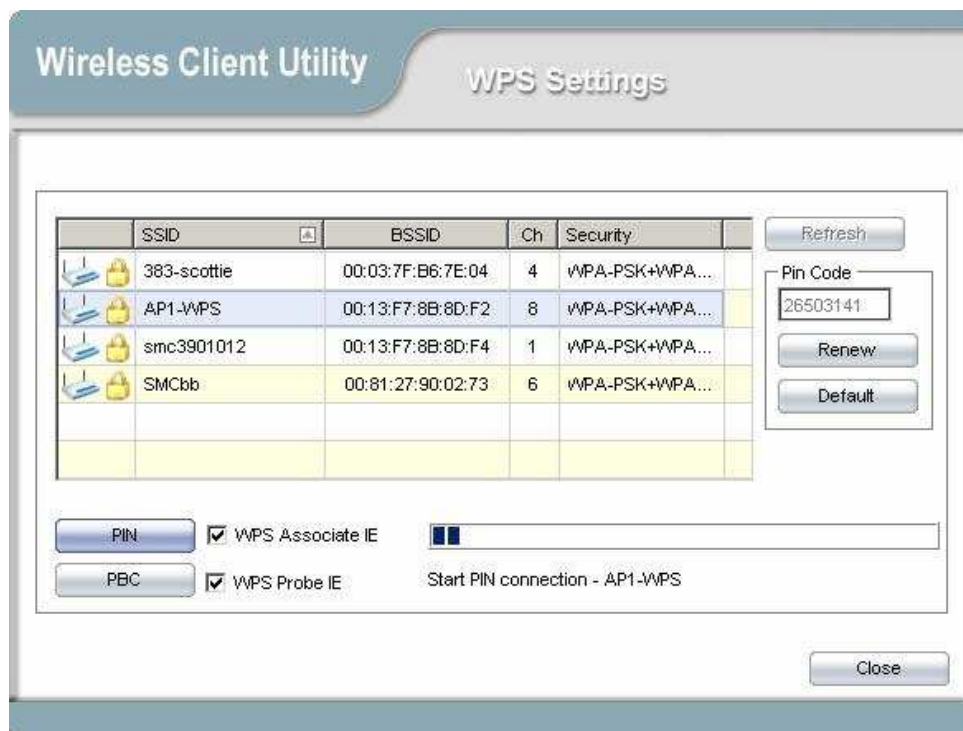 Wireless Client Utility
WPS Settings
SSID BSSID Ch Security
383-scottie 00:03:7F:B6:7E:04 4 WPA-PSK+WPA...
AP1-WPS 00:13:F7:8B:8D:F2 8 WPA-PSK+WPA...
smc3901012 00:13:F7:8B:8D:F4 1 WPA-PSK+WPA...
SMCbb 00:81:27:90:02:73 6 WPA-PSK+WPA...
Refresh
Pin Code
26503141
Renew
Default
PIN WPS Associate IE
PBC WPS Probe IE
Start PIN connection - AP1-WPS
Close